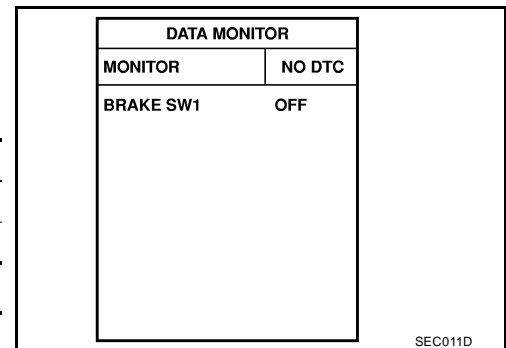 DATA MONITOR
MONITOR NO DTC
BRAKE SW1 OFF
SEC011D